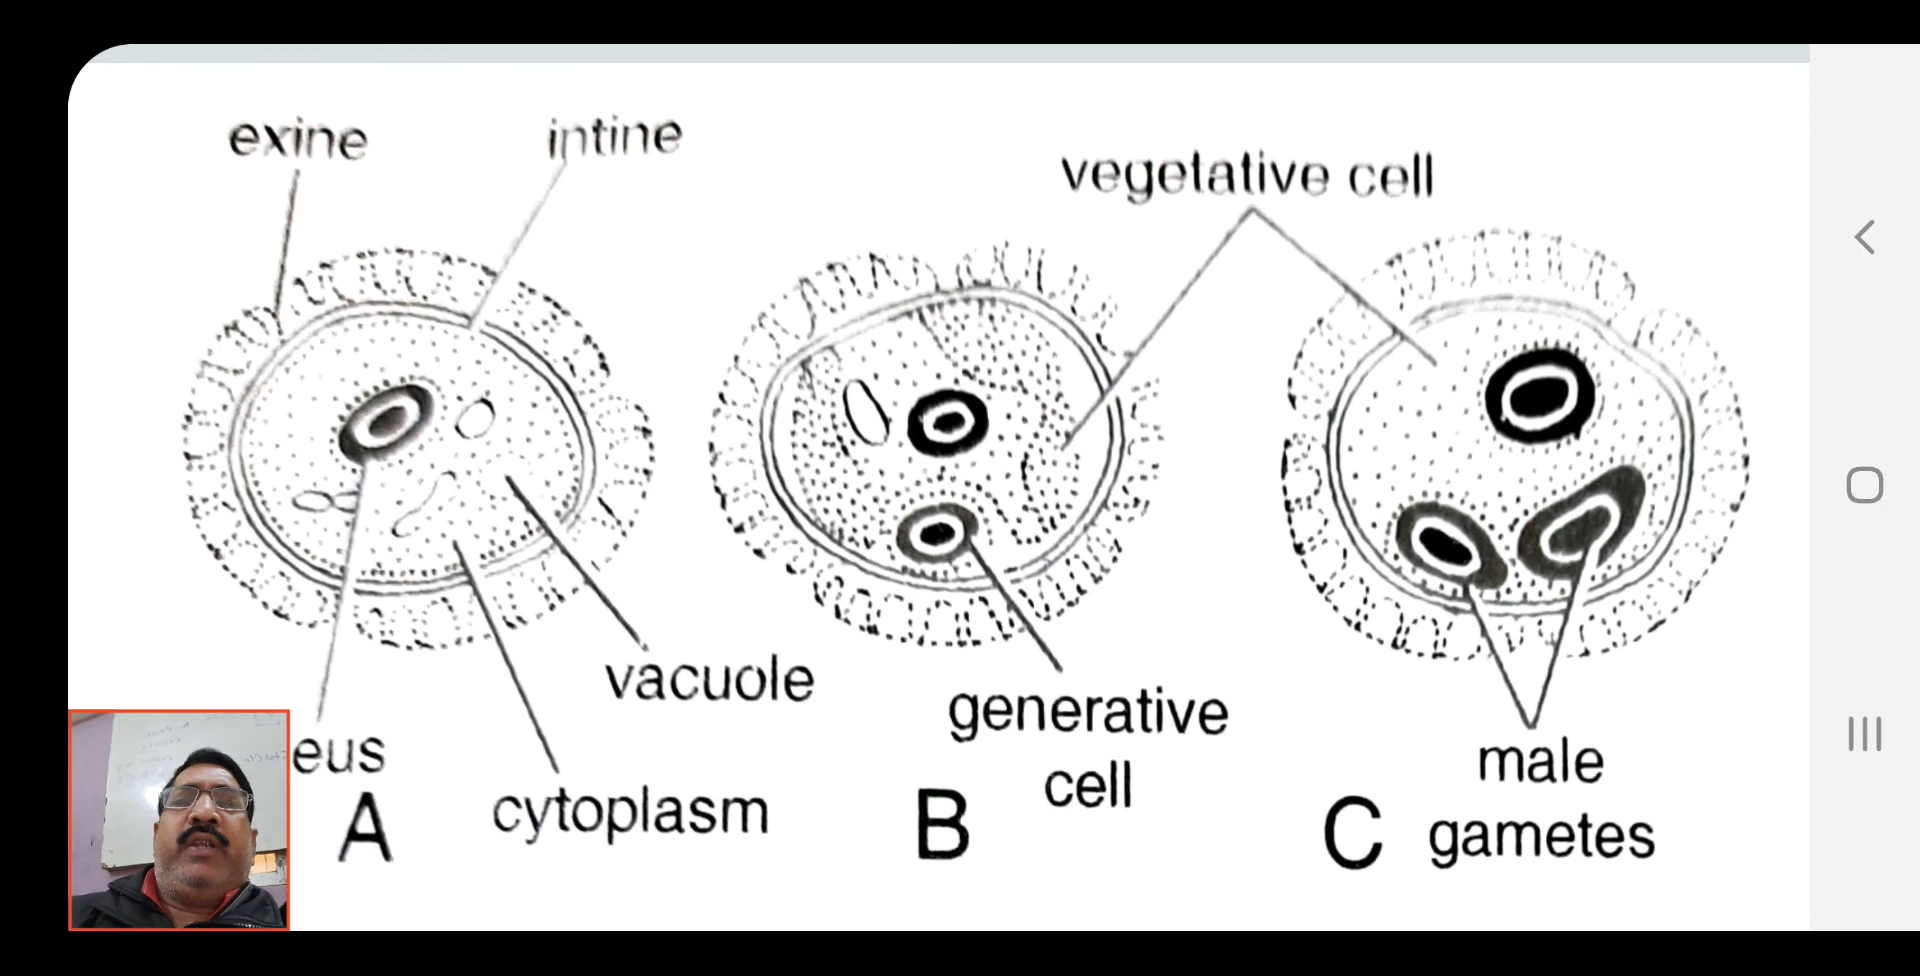 exine
intine
vegetative cell
vacuole
eus
cytoplasm
generative
cell
male
gametes
A
B
C